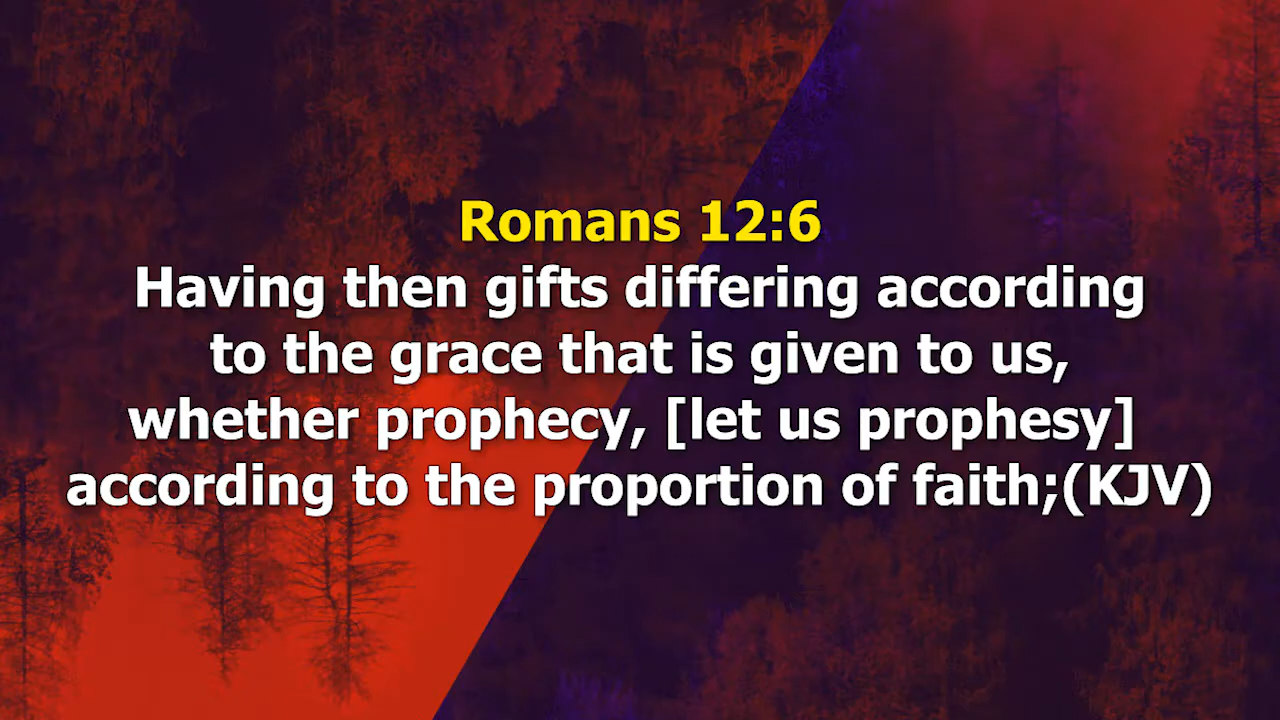 Romans 12:6
Having then gifts differing according
to the grace that is given to us,
whether prophecy, [let us prophesy]
according to the proportion of faith;(KJV)